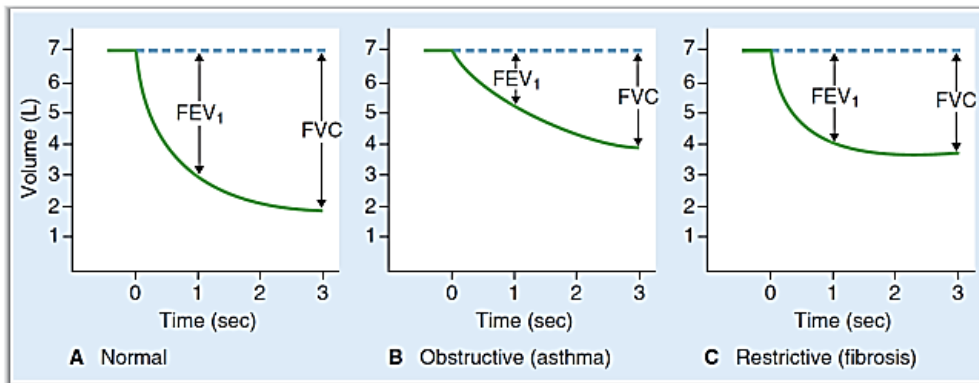 Volume (L)
7
6
5
4
3
2
1
FEV1
FVC
0 1 2 3
Time (sec)
A Normal
7
6
5
4
3
2
1
FEV1
FVC
0 1 2 3
Time (sec)
B Obstructive (asthma)
7
6
5
4
3
2
1
FEV1
FVC
0 1 2 3
Time (sec)
C Restrictive (fibrosis)